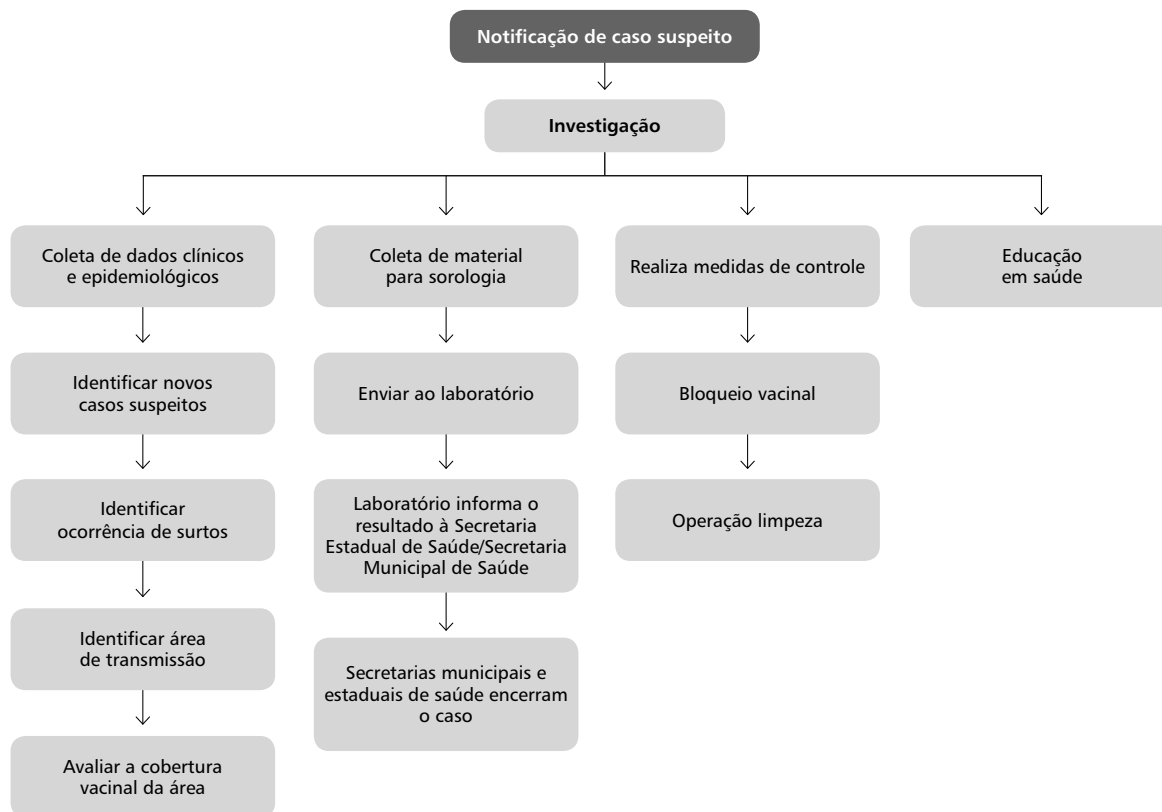 Notificação de caso suspeito
Investigação
Coleta de dados clínicos
e epidemiológicos
Identificar novos
casos suspeitos
Identificar
ocorrência de surtos
Identificar área
de transmissão
Avaliar a cobertura
vacinal da área
Coleta de material
para sorologia
Enviar ao laboratório
Laboratório informa o
resultado à Secretaria
Estadual de Saúde/Secretaria
Municipal de Saúde
Secretarias municipais e
estaduais de saúde encerram
o caso
Realiza medidas de controle
Bloqueio vacinal
Operação limpeza
Educação
em saúde